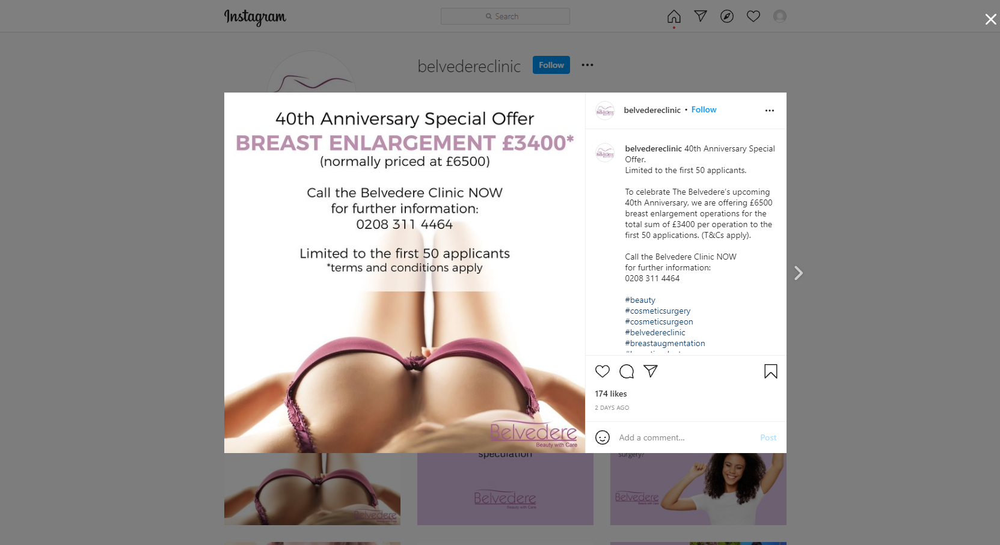 Instagram
Search
belvedereclinic
Follow
40th Anniversary Special Offer
BREAST ENLARGEMENT £3400*
(normally priced at £6500)
Call the Belvedere Clinic NOW
for further information:
0208 311 4464
Limited to the first 50 applicants
*terms and conditions apply
Belvedere
Beauty with Care
belvedereclinic • Follow
belvedereclinic 40th Anniversary Special
Offer.
Limited to the first 50 applicants.
To celebrate The Belvedere’s upcoming
40th Anniversary, we are offering £6500
breast enlargement operations for the
total sum of £3400 per operation to the
first 50 applications. (T&Cs apply).
Call the Belvedere Clinic NOW
for further information:
0208 311 4464
#beauty
#cosmeticsurgery
#cosmeticsurgeon
#belvedereclinic
#breastaugmentation
174 likes
2 DAYS AGO
Add a comment...
Post
Belvedere
Beauty with Care
speculation
Belvedere
Beauty with Care
surgery?
Belvedere
Beauty with Care